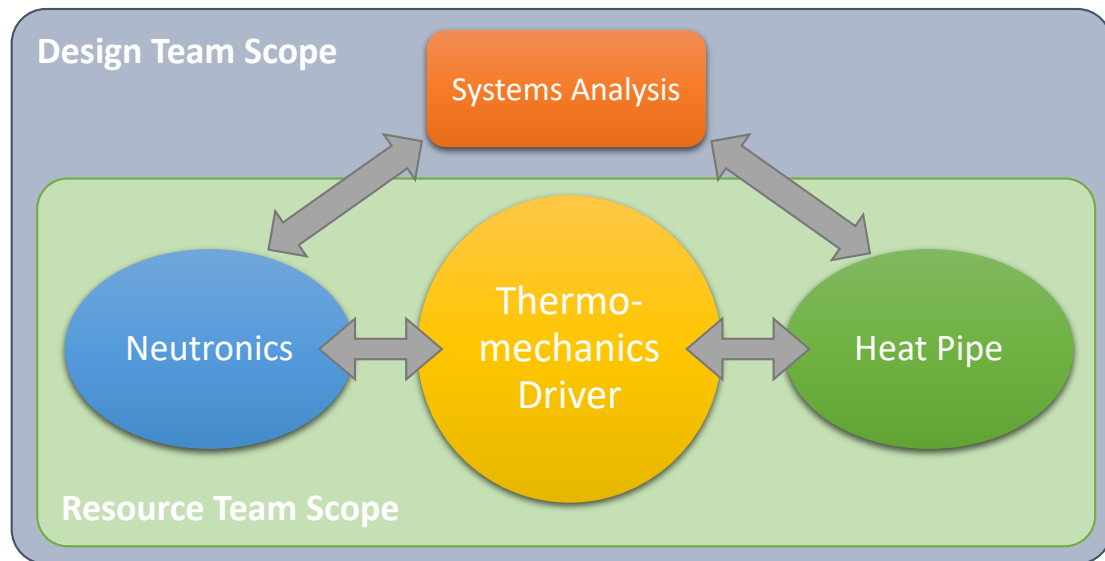 Design Team Scope
Systems Analysis
Neutronics
Thermo-
mechanics
Driver
Heat Pipe
Resource Team Scope